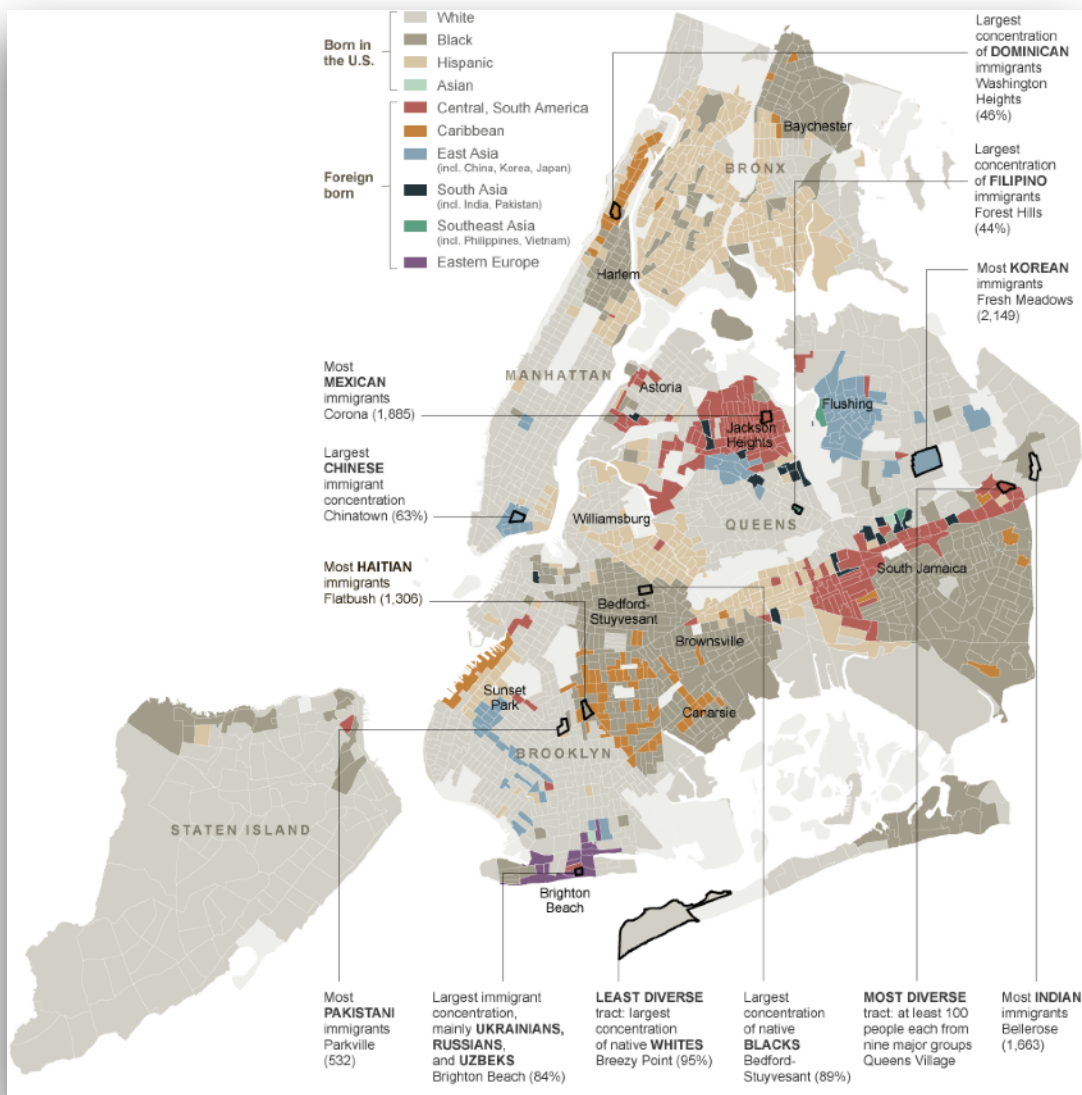 Born in
the U.S.
White
Black
Hispanic
Asian
Foreign
born
Central, South America
Caribbean
East Asia
(incl. China, Korea, Japan)
South Asia
(incl. India, Pakistan)
Southeast Asia
(incl. Philippines, Vietnam)
Eastern Europe
Largest
concentration
of DOMINICAN
immigrants
Washington
Heights
(46%)
Largest
concentration
of FILIPINO
immigrants
Forest Hills
(44%)
Most KOREAN
immigrants
Fresh Meadows
(2,149)
Most
MEXICAN
immigrants
Corona (1,885)
Largest
CHINESE
immigrant
concentration
Chinatown (63%)
Most HAITIAN
immigrants
Flatbush (1,306)
Baychester
BRONX
Harlem
MANHATTAN
Astoria
Jackson
Heights
Flushing
Williamsburg
QUEENS
South Jamaica
Bedford-
Stuyvesant
Brownsville
Sunset
Park
Canarsie
BROOKLYN
STATEN ISLAND
Brighton
Beach
Most
PAKISTANI
immigrants
Parkville
(532)
Largest immigrant
concentration,
mainly UKRAINIANS,
RUSSIANS,
and UZBEKS
Brighton Beach (84%)
LEAST DIVERSE
tract: largest
concentration
of native WHITES
Breezy Point (95%)
Largest
concentration
of native
BLACKS
Bedford-
Stuyvesant (89%)
MOST DIVERSE
tract: at least 100
people each from
nine major groups
Queens Village
Most INDIAN
immigrants
Bellerose
(1,663)